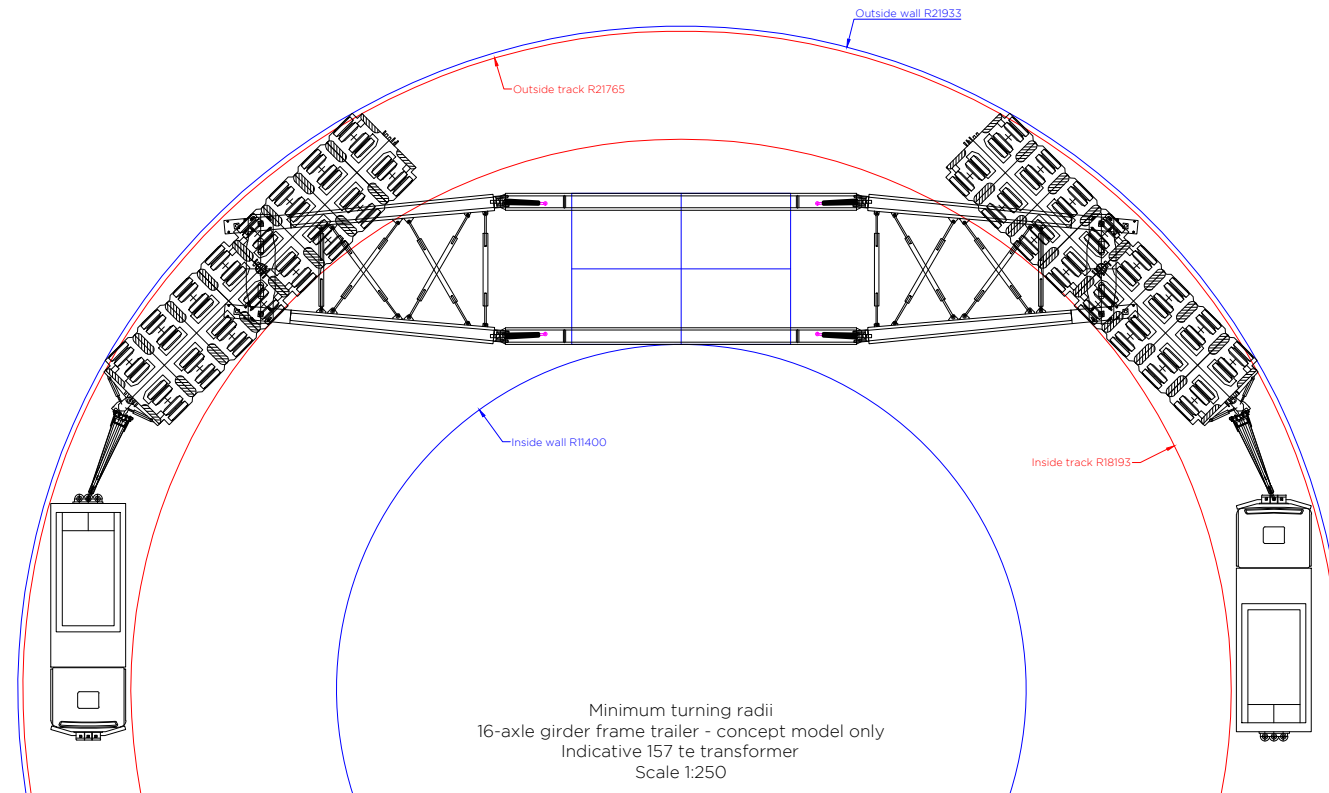 Outside wall R21933
Outside track R21765
Inside wall R11400
Inside track R18193
Minimum turning radii
16-axle girder frame trailer - concept model only
Indicative 157 te transformer
Scale 1:250